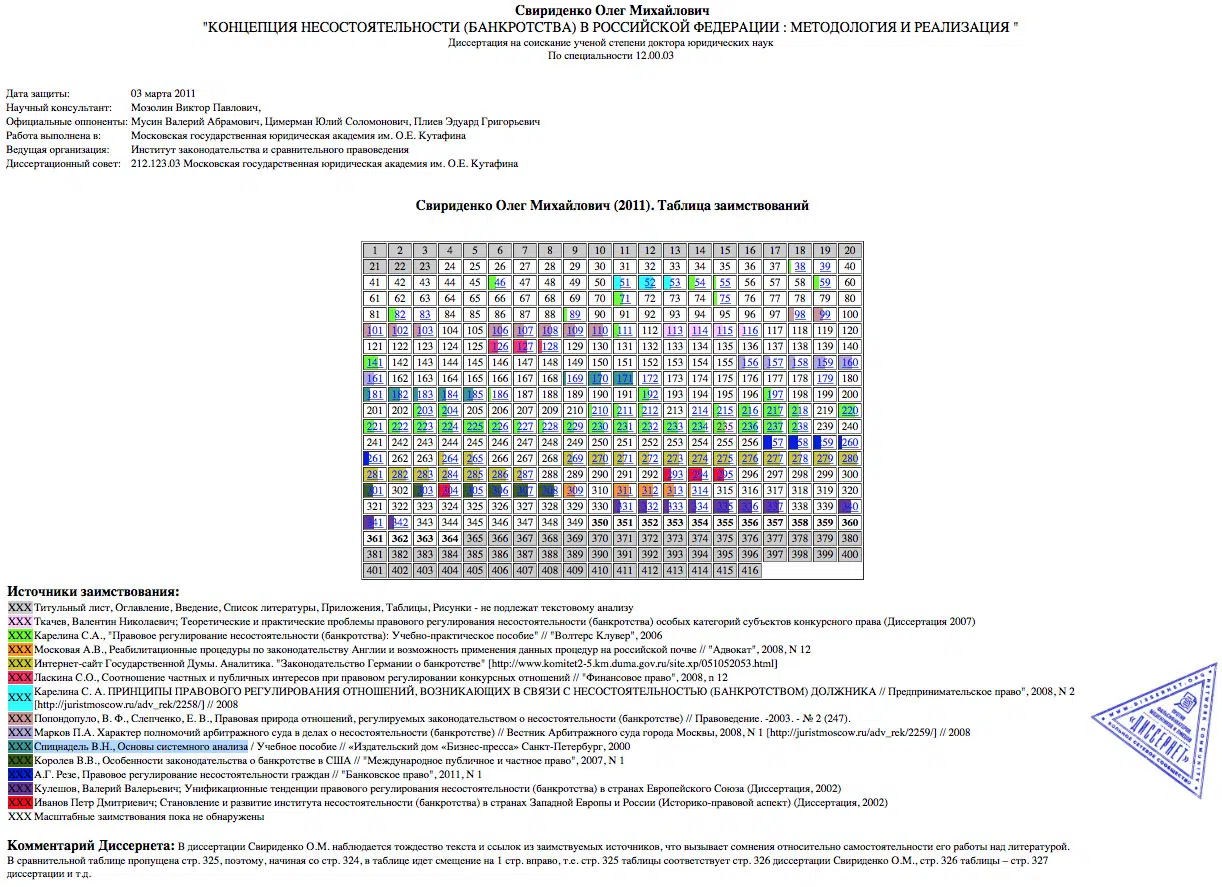 Свириденко Олег Михайлович
"КОНЦЕПЦИЯ НЕСОСТОЯТЕЛЬНОСТИ (БАНКРОТСТВА) В РОССИЙСКОЙ ФЕДЕРАЦИИ : МЕТОДОЛОГИЯ И РЕАЛИЗАЦИЯ "
Диссертация на соискание ученой степени доктора юридических наук
По специальности 12.00.03
Дата защиты: 03 марта 2011
Научный консультант: Мозолин Виктор Павлович,
Официальные оппоненты: Мусин Валерий Абрамович, Цимерман Юлий Соломонович, Плиев Эдуард Григорьевич
Работа выполнена в: Московская государственная юридическая академия им. О.Е. Кутафина
Ведущая организация: Институт законодательства и сравнительного правоведения
Диссертационный совет: 212.123.03 Московская государственная юридическая академия им. О.Е. Кутафина
Свириденко Олег Михайлович (2011). Таблица заимствований
1 2 3 4 5 6 7 8 9 10 11 12 13 14 15 16 17 18 19 20
21 22 23 24 25 26 27 28 29 30 31 32 33 34 35 36 37 38 39 40
41 42 43 44 45 46 47 48 49 50 51 52 53 54 55 56 57 58 59 60
61 62 63 64 65 66 67 68 69 70 71 72 73 74 75 76 77 78 79 80
81 82 83 84 85 86 87 88 89 90 91 92 93 94 95 96 97 98 99 100
101 102 103 104 105 106 107 108 109 110 111 112 113 114 115 116 117 118 119 120
121 122 123 124 125 126 127 128 129 130 131 132 133 134 135 136 137 138 139 140
141 142 143 144 145 146 147 148 149 150 151 152 153 154 155 156 157 158 159 160
161 162 163 164 165 166 167 168 169 170 171 172 173 174 175 176 177 178 179 180
181 182 183 184 185 186 187 188 189 190 191 192 193 194 195 196 197 198 199 200
201 202 203 204 205 206 207 208 209 210 211 212 213 214 215 216 217 218 219 220
221 222 223 224 225 226 227 228 229 230 231 232 233 234 235 236 237 238 239 240
241 242 243 244 245 246 247 248 249 250 251 252 253 254 255 256 257 258 259 260
261 262 263 264 265 266 267 268 269 270 271 272 273 274 275 276 277 278 279 280
281 282 283 284 285 286 287 288 289 290 291 292 293 294 295 296 297 298 299 300
301 302 303 304 305 306 307 308 309 310 311 312 313 314 315 316 317 318 319 320
321 322 323 324 325 326 327 328 329 330 331 332 333 334 335 336 337 338 339 340
341 342 343 344 345 346 347 348 349 350 351 352 353 354 355 356 357 358 359 360
361 362 363 364 365 366 367 368 369 370 371 372 373 374 375 376 377 378 379 380
381 382 383 384 385 386 387 388 389 390 391 392 393 394 395 396 397 398 399 400
401 402 403 404 405 406 407 408 409 410 411 412 413 414 415 416
Источники заимствования:
XXX Титульный лист, Оглавление, Введение, Список литературы, Приложения, Таблицы, Рисунки - не подлежат текстовому анализу
XXX Ткачев, Валентин Николаевич; Теоретические и практические проблемы правового регулирования несостоятельности (банкротства) особых категорий субъектов конкурсного права (Диссертация 2007)
XXX Карелина С.А., "Правовое регулирование несостоятельности (банкротства): Учебно-практическое пособие" // "Волтерс Клувер", 2006
XXX Московая А.В., Реабилитационные процедуры по законодательству Англии и возможность применения данных процедур на российской почве // "Адвокат", 2008, N 12
XXX Интернет-сайт Государственной Думы. Аналитика. "Законодательство Германии о банкротстве" [http://www.komitet2-5.km.duma.gov.ru/site.xp/051052053.html]
XXX Ласкина С.О., Соотношение частных и публичных интересов при правовом регулировании конкурсных отношений // "Финансовое право", 2008, n 12
XXX Карелина С. А. ПРИНЦИПЫ ПРАВОВОГО РЕГУЛИРОВАНИЯ ОТНОШЕНИЙ, ВОЗНИКАЮЩИХ В СВЯЗИ С НЕСОСТОЯТЕЛЬНОСТЬЮ (БАНКРОТСТВОМ) ДОЛЖНИКА // Предпринимательское право", 2008, N 2
[http://juristmoscow.ru/adv_rek/2258/] // 2008
XXX Попондопуло, В. Ф., Слепченко, Е. В., Правовая природа отношений, регулируемых законодательством о несостоятельности (банкротстве) // Правоведение. -2003. - № 2 (247).
XXX Марков П.А. Характер полномочий арбитражного суда в делах о несостоятельности (банкротстве) // Вестник Арбитражного суда города Москвы, 2008, N 1 [http://juristmoscow.ru/adv_rek/2259/] // 2008
XXX Спицнадель В.Н., Основы системного анализа / Учебное пособие // «Издательский дом «Бизнес-пресса» Санкт-Петербург, 2000
XXX Королев В.В., Особенности законодательства о банкротстве в США // "Международное публичное и частное право", 2007, N 1
XXX А.Г. Резе, Правовое регулирование несостоятельности граждан // "Банковское право", 2011, N 1
XXX Кулешов, Валерий Валерьевич; Унификационные тенденции правового регулирования несостоятельности (банкротства) в странах Европейского Союза (Диссертация, 2002)
XXX Иванов Петр Дмитриевич; Становление и развитие института несостоятельности (банкротства) в странах Западной Европы и России (Историко-правовой аспект) (Диссертация, 2002)
XXX Масштабные заимствования пока не обнаружены
Комментарий Диссернета: В диссертации Свириденко О.М. наблюдается тождество текста и ссылок из заимствуемых источников, что вызывает сомнения относительно самостоятельности его работы над литературой.
В сравнительной таблице пропущена стр. 325, поэтому, начиная со стр. 324, в таблице идет смещение на 1 стр. вправо, т.е. стр. 325 таблицы соответствует стр. 326 диссертации Свириденко О.М., стр. 326 таблицы – стр. 327
диссертации и т.д.
«ДИССЕРНЕТ»